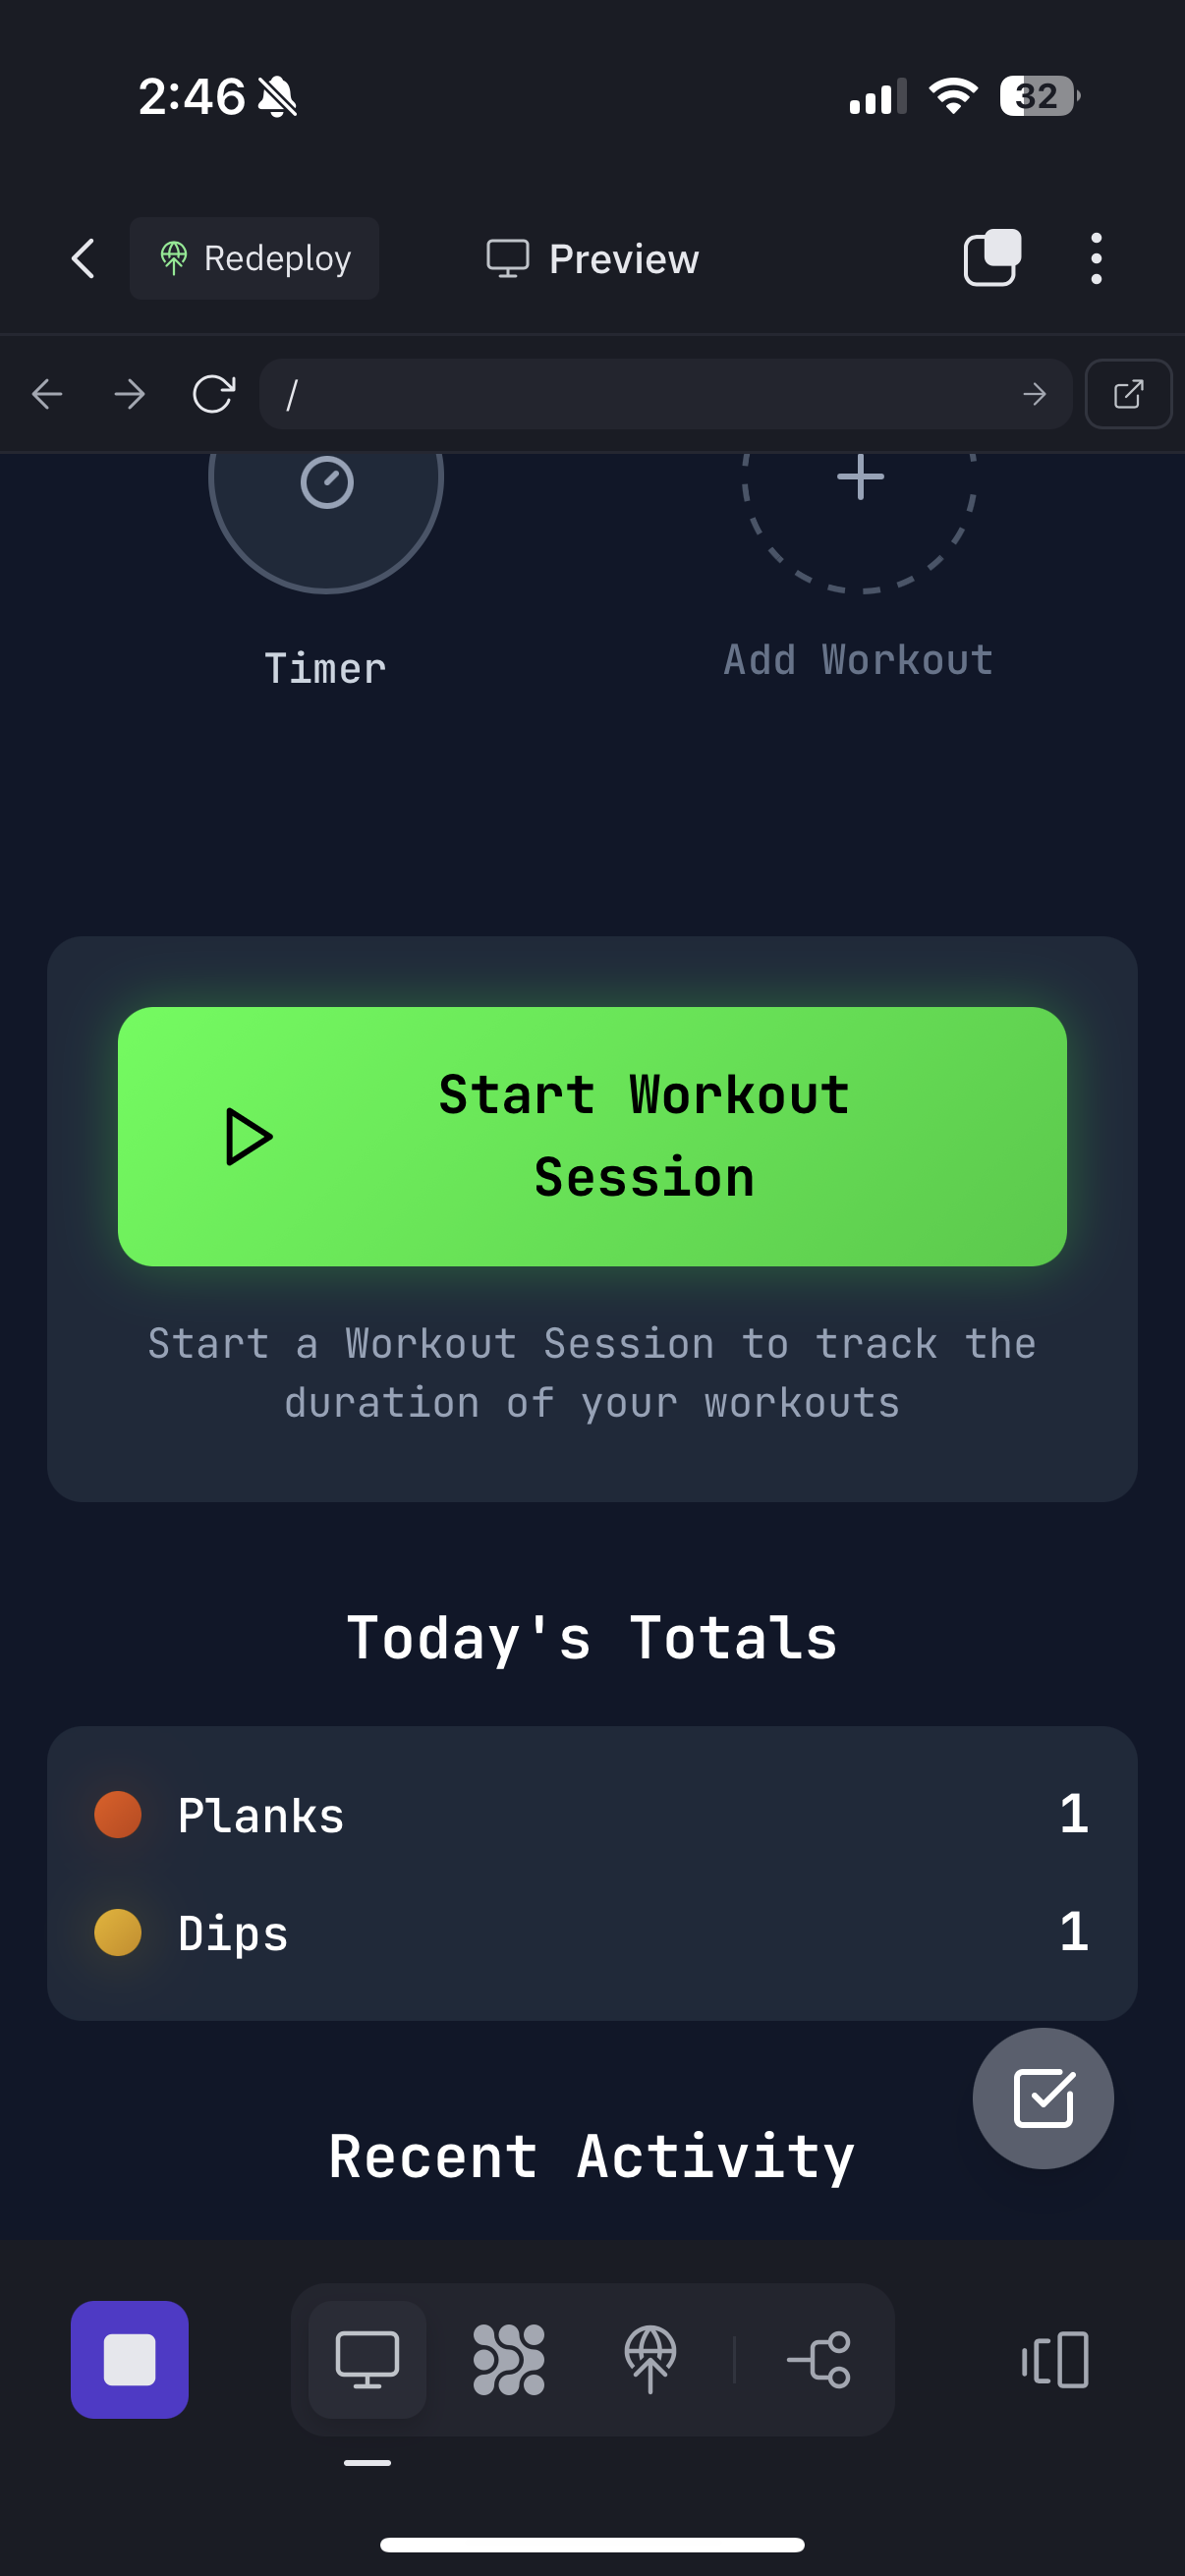 2:46
32
Redeploy
Preview
/
Timer
Add Workout
Start Workout
Session
Start a Workout Session to track the
duration of your workouts
Today's Totals
Planks 1
Dips 1
Recent Activity